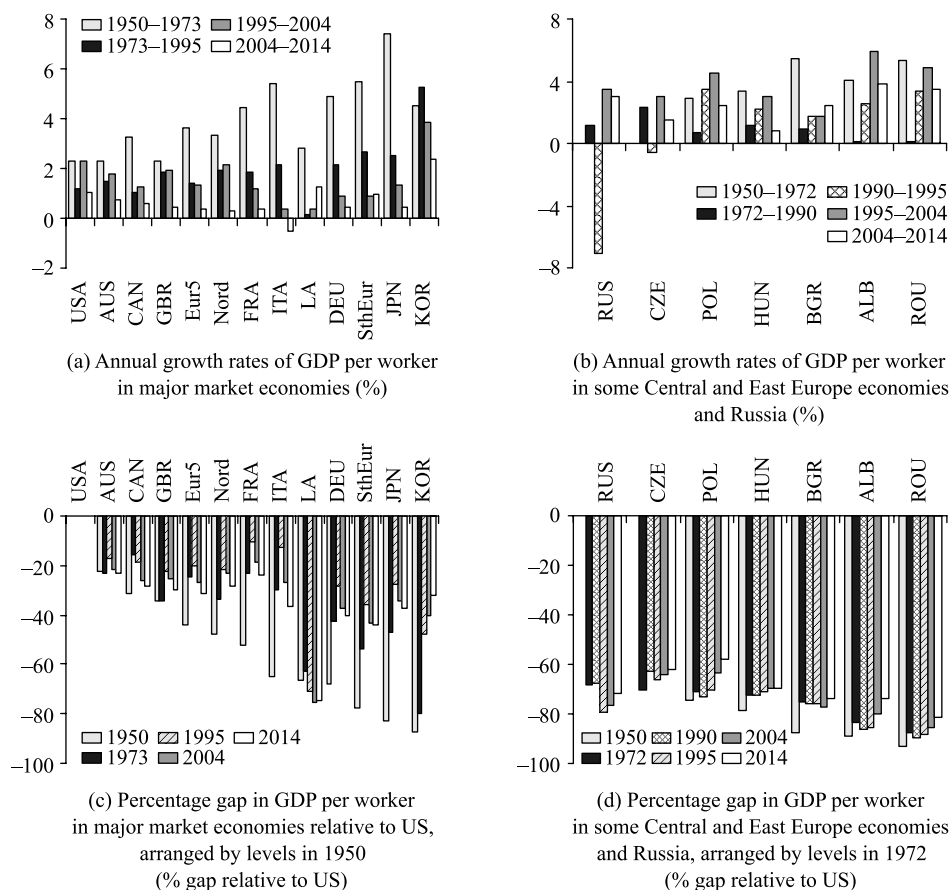 8
6
4
2
0
−2
1950–1973
1995–2004
1973–1995
2004–2014
USA
AUS
CAN
GBR
Eur5
Nord
FRA
ITA
LA
DEU
SthEur
JPN
KOR
(a) Annual growth rates of GDP per worker
in major market economies (%)
8
4
0
−4
−8
1950–1972
1990–1995
1972–1990
1995–2004
2004–2014
RUS
CZE
POL
HUN
BGR
ALB
ROU
(b) Annual growth rates of GDP per worker
in some Central and East Europe economies
and Russia (%)
USA
AUS
CAN
GBR
Eur5
Nord
FRA
ITA
LA
DEU
SthEur
JPN
KOR
0
−20
−40
−60
−80
−100
1950
1995
2014
1973
2004
(c) Percentage gap in GDP per worker
in major market economies relative to US,
arranged by levels in 1950
(% gap relative to US)
RUS
CZE
POL
HUN
BGR
ALB
ROU
0
−20
−40
−60
−80
−100
1950
1990
2004
1972
1995
2014
(d) Percentage gap in GDP per worker
in some Central and East Europe economies
and Russia, arranged by levels in 1972
(% gap relative to US)